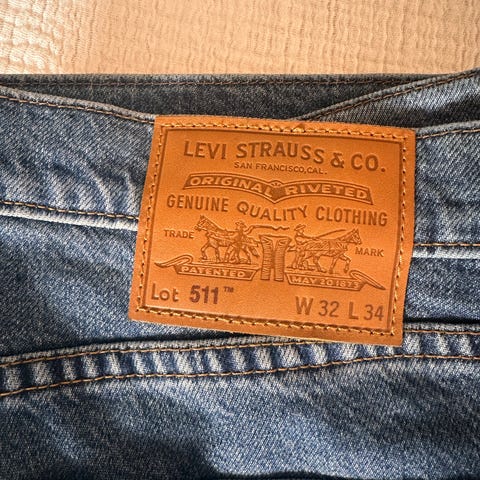 LEVI STRAUSS & CO.
SAN FRANCISCO, CAL.
ORIGINAL RIVETED
GENUINE QUALITY CLOTHING
TRADE MARK
PATENTED MAY 20 1873
Lot 511™ W 32 L 34